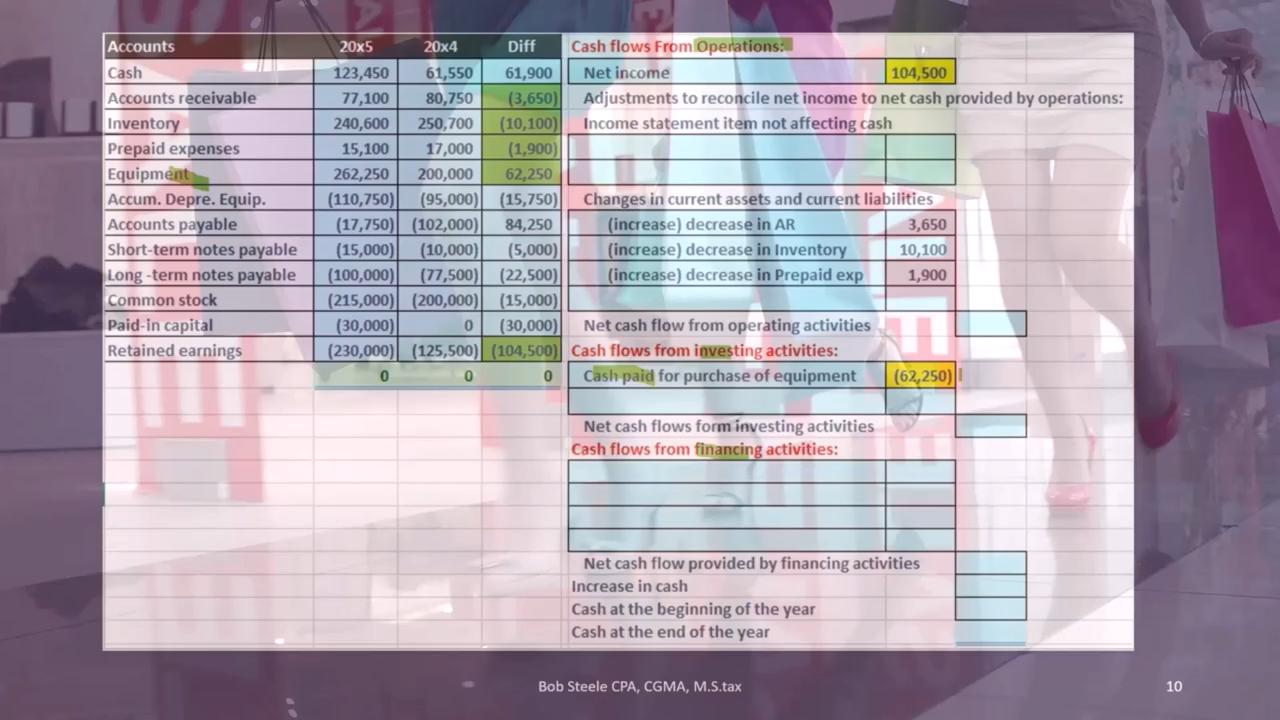 Accounts 20x5 20x4 Diff
Cash 123,450 61,550 61,900
Accounts receivable 77,100 80,750 (3,650)
Inventory 240,600 250,700 (10,100)
Prepaid expenses 15,100 17,000 (1,900)
Equipment 262,250 200,000 62,250
Accum. Depre. Equip. (110,750) (95,000) (15,750)
Accounts payable (17,750) (102,000) 84,250
Short-term notes payable (15,000) (10,000) (5,000)
Long -term notes payable (100,000) (77,500) (22,500)
Common stock (215,000) (200,000) (15,000)
Paid-in capital (30,000) 0 (30,000)
Retained earnings (230,000) (125,500) (104,500)
0 0 0
Cash flows From Operations:
Net income 104,500
Adjustments to reconcile net income to net cash provided by operations:
Income statement item not affecting cash
Changes in current assets and current liabilities
(increase) decrease in AR 3,650
(increase) decrease in Inventory 10,100
(increase) decrease in Prepaid exp 1,900
Net cash flow from operating activities
Cash flows from investing activities:
Cash paid for purchase of equipment (62,250)
Net cash flows form investing activities
Cash flows from financing activities:
Net cash flow provided by financing activities
Increase in cash
Cash at the beginning of the year
Cash at the end of the year
Bob Steele CPA, CGMA, M.S.tax 10